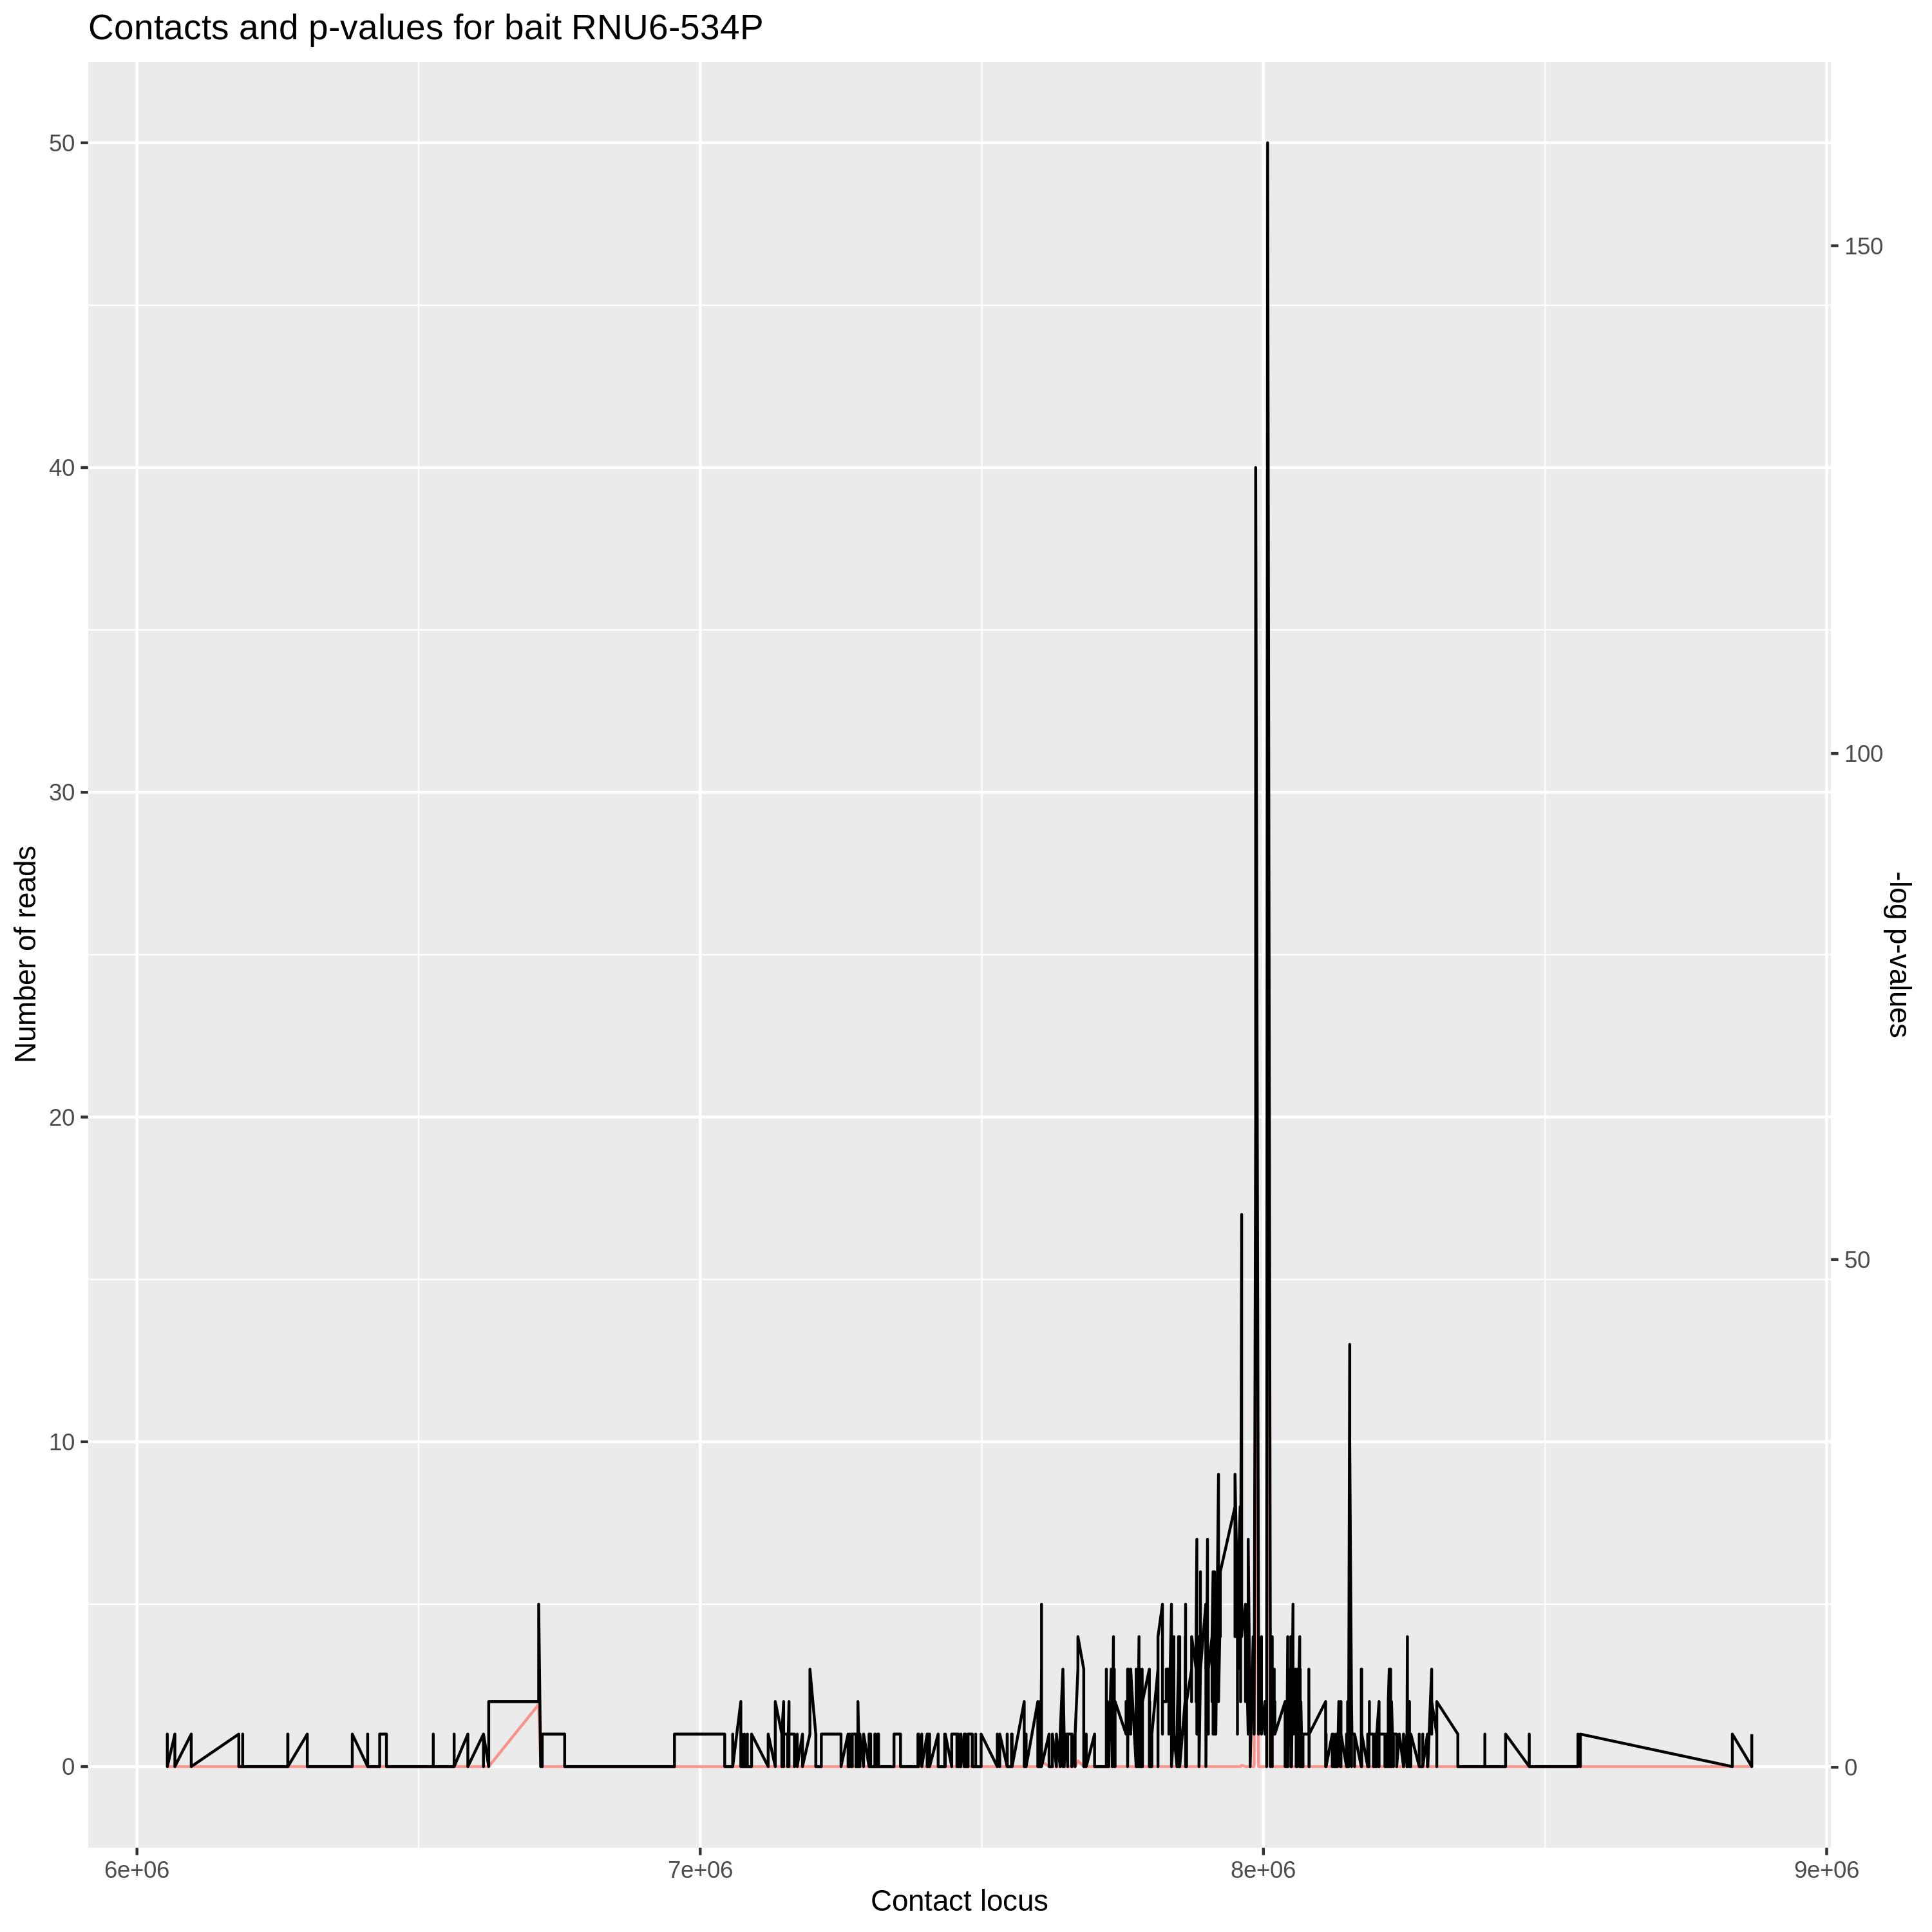 Contacts and p-values for bait RNU6-534P
50
40
30
20
10
0
Number of reads
150
100
50
0
-log p-values
6e+06
7e+06
8e+06
9e+06
Contact locus